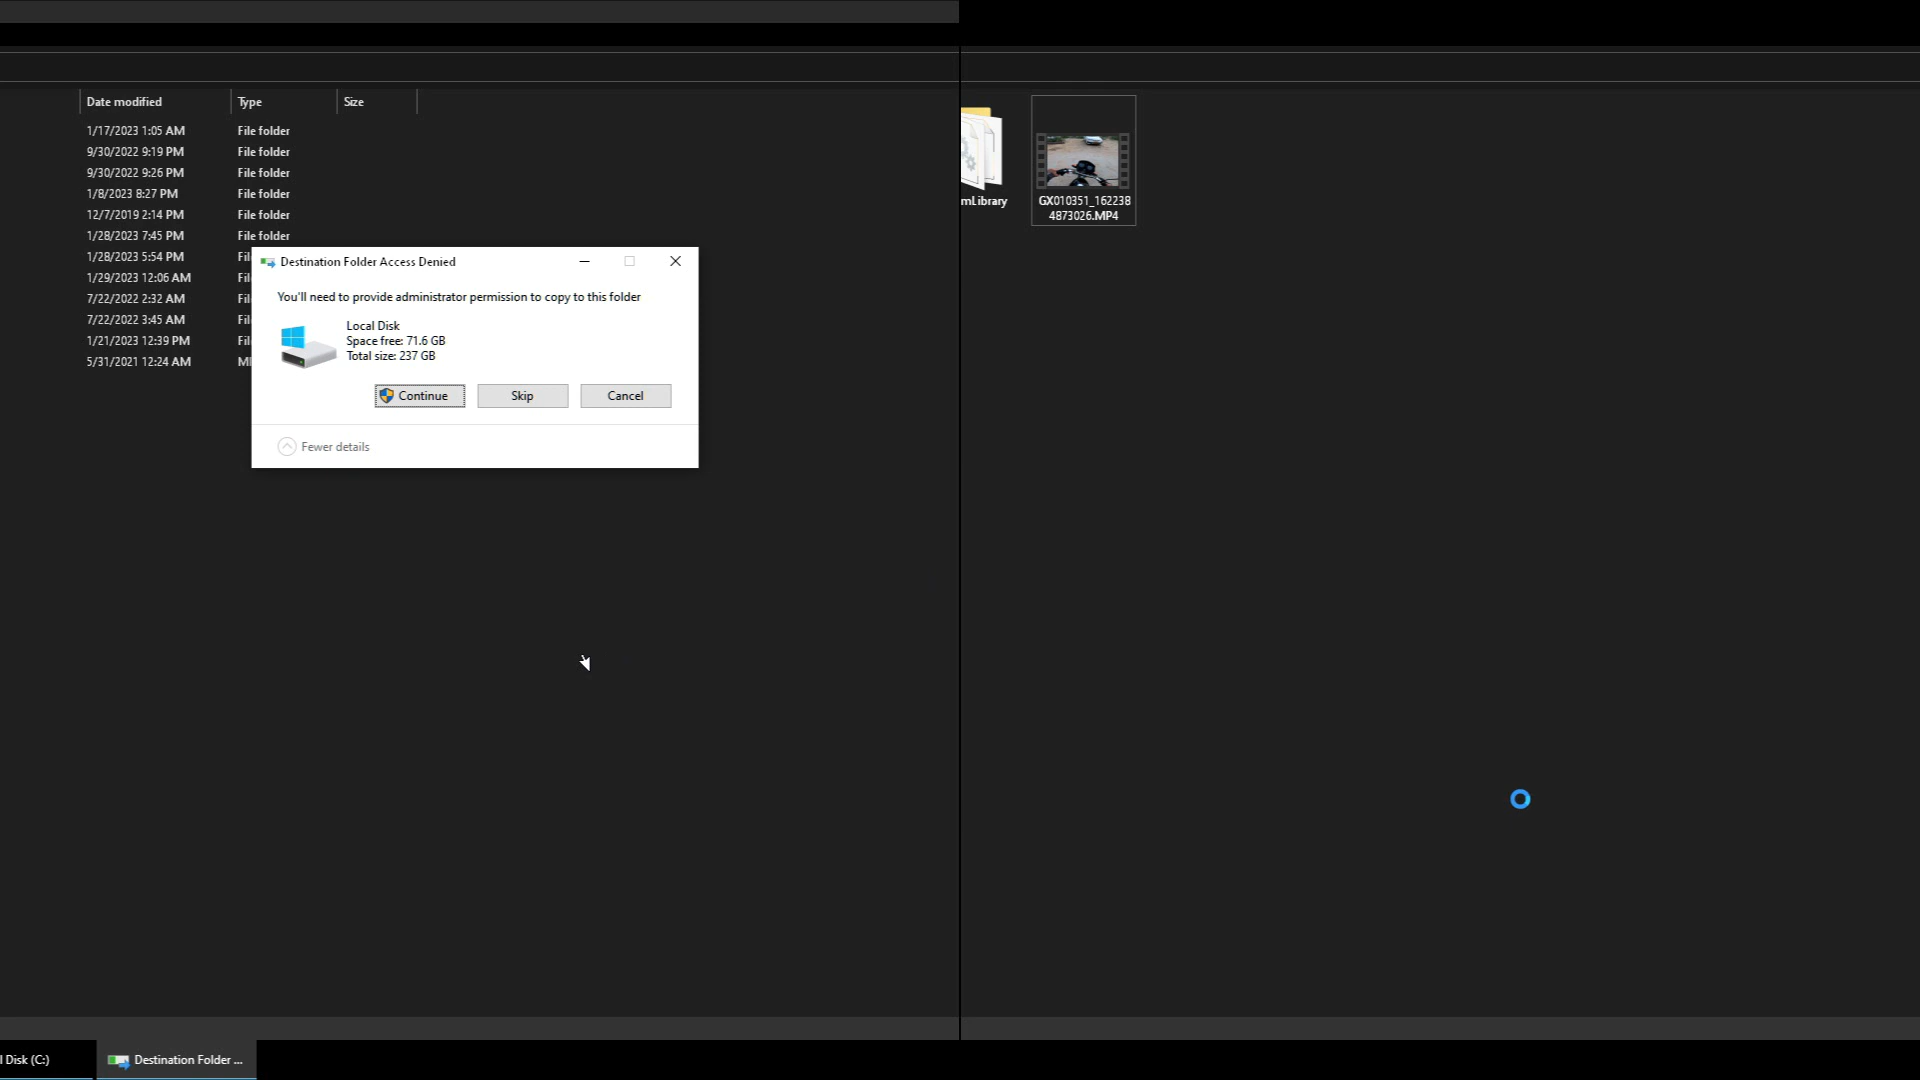 Date modified Type Size
1/17/2023 1:05 AM File folder
9/30/2022 9:19 PM File folder
9/30/2022 9:26 PM File folder
1/8/2023 8:27 PM File folder
12/7/2019 2:14 PM File folder
1/28/2023 7:45 PM File folder
1/28/2023 5:54 PM Fil
1/29/2023 12:06 AM Fil
7/22/2022 2:32 AM Fil
7/22/2022 3:45 AM Fil
1/21/2023 12:39 PM Fil
5/31/2021 12:24 AM MI
Destination Folder Access Denied
You'll need to provide administrator permission to copy to this folder
Local Disk
Space free: 71.6 GB
Total size: 237 GB
Continue Skip Cancel
Fewer details
mLibrary
GX010351_162238
4873026.MP4
l Disk (C:)
Destination Folder ...